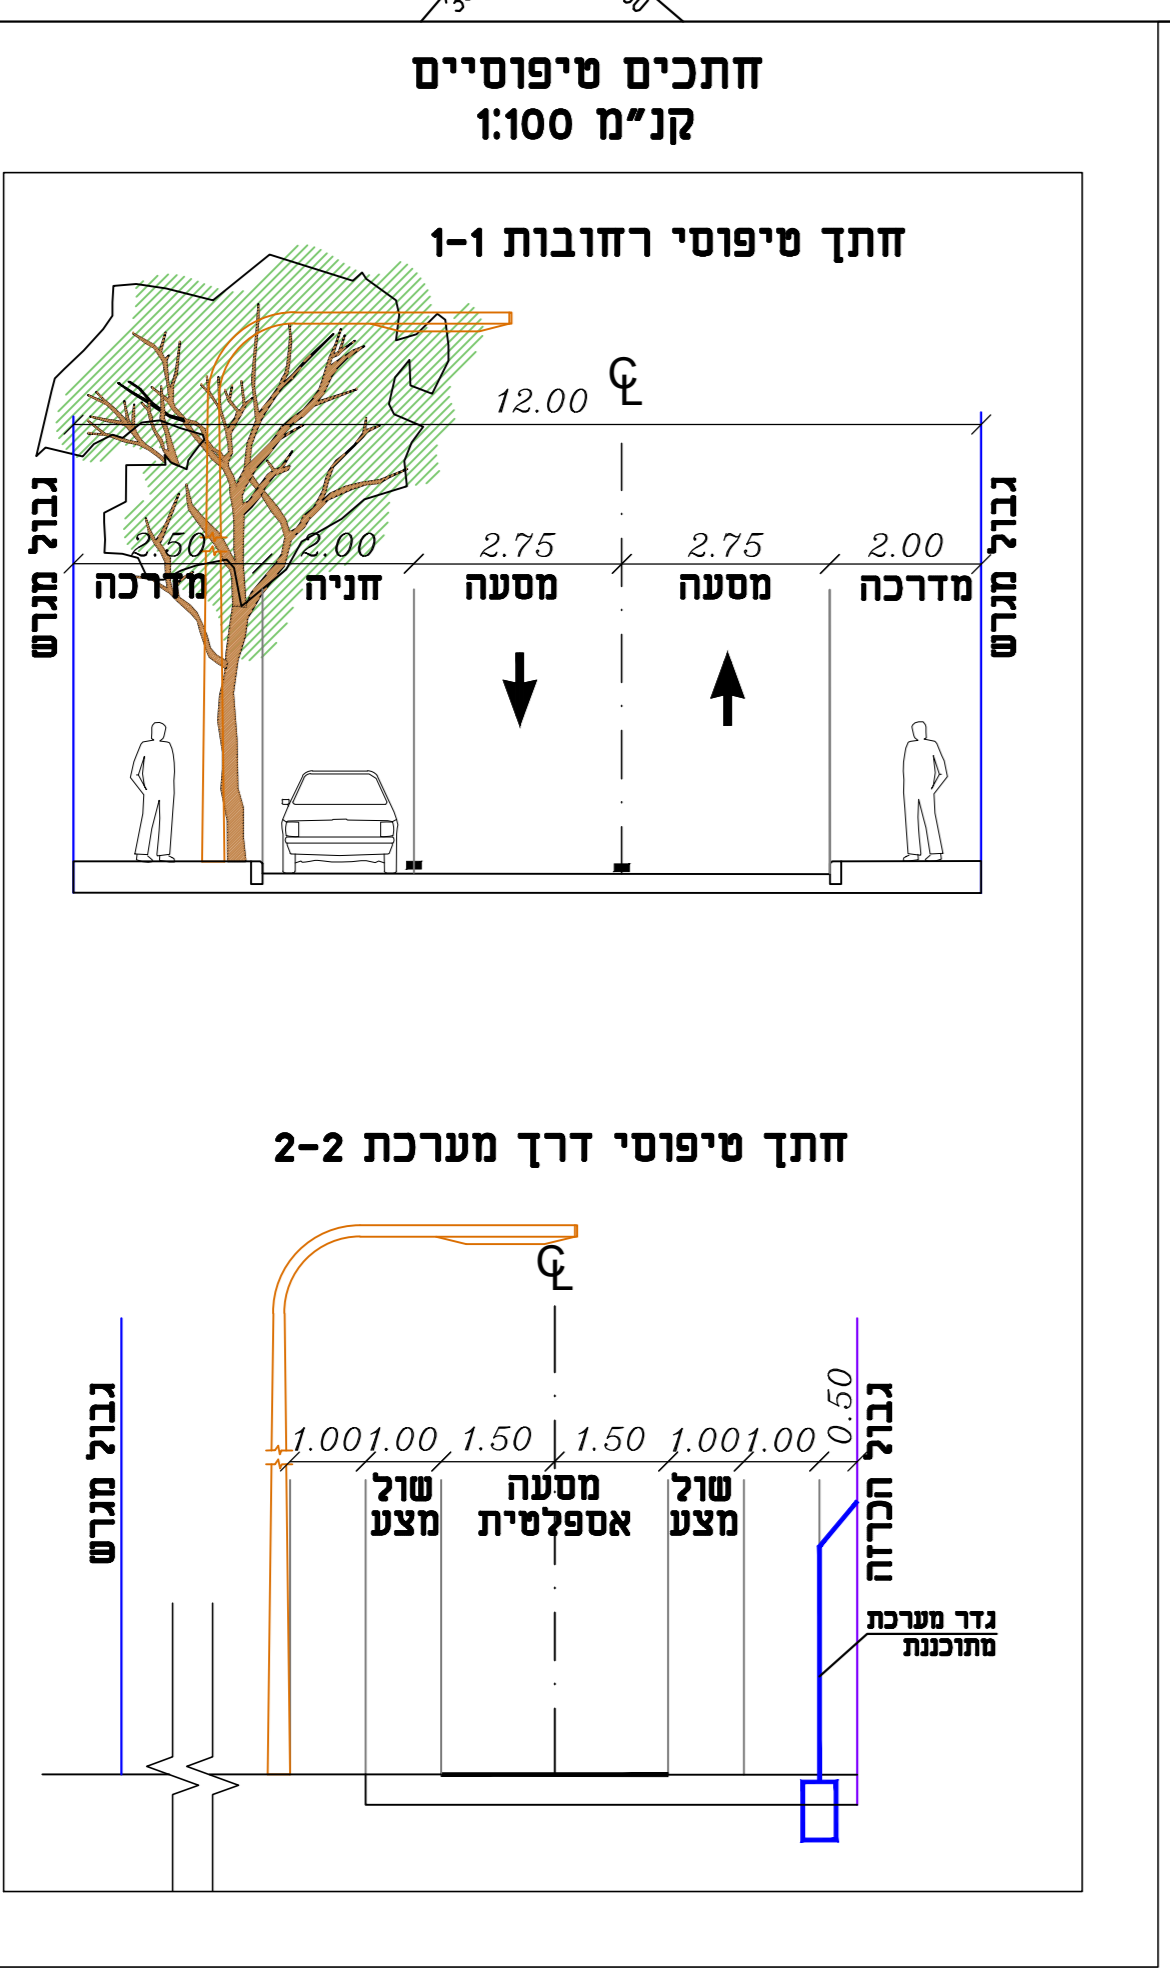 חתכים טיפוסיים
קנ"מ 1:100
חתך טיפוסי רחובות 1-1
℄
12.00
גבול מגרש
גבול מגרש
2.50 2.00 2.75 2.75 2.00
מדרכה חניה מסעה מסעה מדרכה
חתך טיפוסי דרך מערכת 2-2
℄
גבול מגרש
גבול הכרזה
1.00 1.00 1.50 1.50 1.00 1.00 0.50
שול מצע
מסעה אספלטית
שול מצע
גדר מערכת
מתוכננת